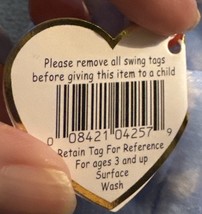 Please remove all swing tags
before giving this item to a child
0 08421 04257 9
Retain Tag For Reference
For ages 3 and up
Surface
Wash